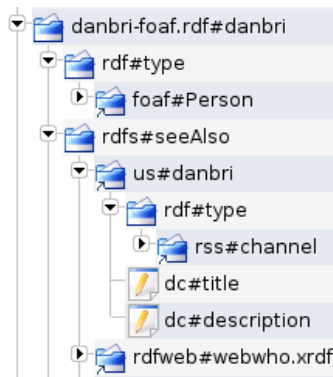 danbri-foaf.rdf#danbri
rdf#type
foaf#Person
rdfs#seeAlso
us#danbri
rdf#type
rss#channel
dc#title
dc#description
rdfweb#webwho.xrdf